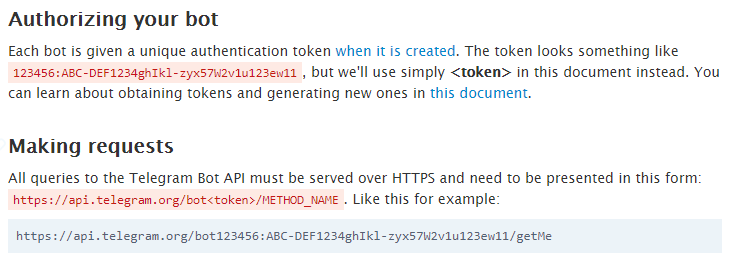 Authorizing your bot
Each bot is given a unique authentication token when it is created. The token looks something like
123456:ABC-DEF1234ghIkl-zyx57W2v1u123ew11, but we'll use simply <token> in this document instead. You
can learn about obtaining tokens and generating new ones in this document.
Making requests
All queries to the Telegram Bot API must be served over HTTPS and need to be presented in this form:
https://api.telegram.org/bot<token>/METHOD_NAME. Like this for example:
https://api.telegram.org/bot123456:ABC-DEF1234ghIkl-zyx57W2v1u123ew11/getMe